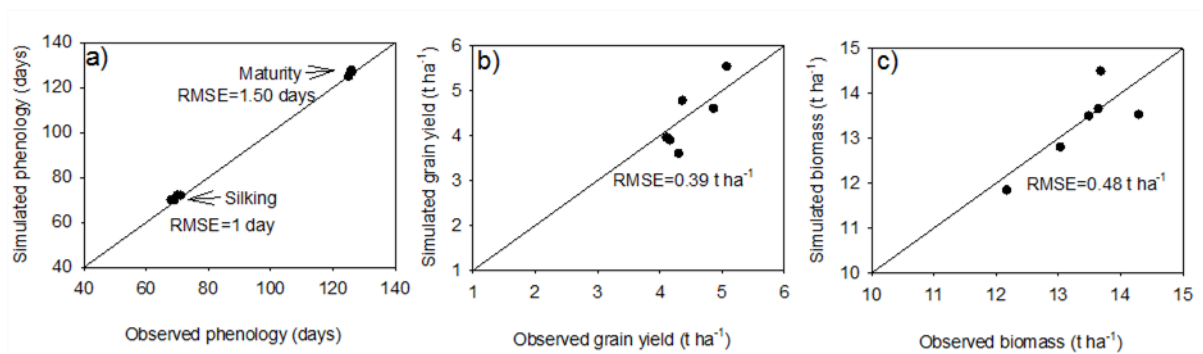 a)
Simulated phenology (days)
140
120
100
80
60
40
Maturity
RMSE=1.50 days
Silking
RMSE=1 day
40 60 80 100 120 140
Observed phenology (days)
b)
Simulated grain yield (t ha⁻¹)
6
5
4
3
2
1
RMSE=0.39 t ha⁻¹
1 2 3 4 5 6
Observed grain yield (t ha⁻¹)
c)
Simulated biomass (t ha⁻¹)
15
14
13
12
11
10
RMSE=0.48 t ha⁻¹
10 11 12 13 14 15
Observed biomass (t ha⁻¹)